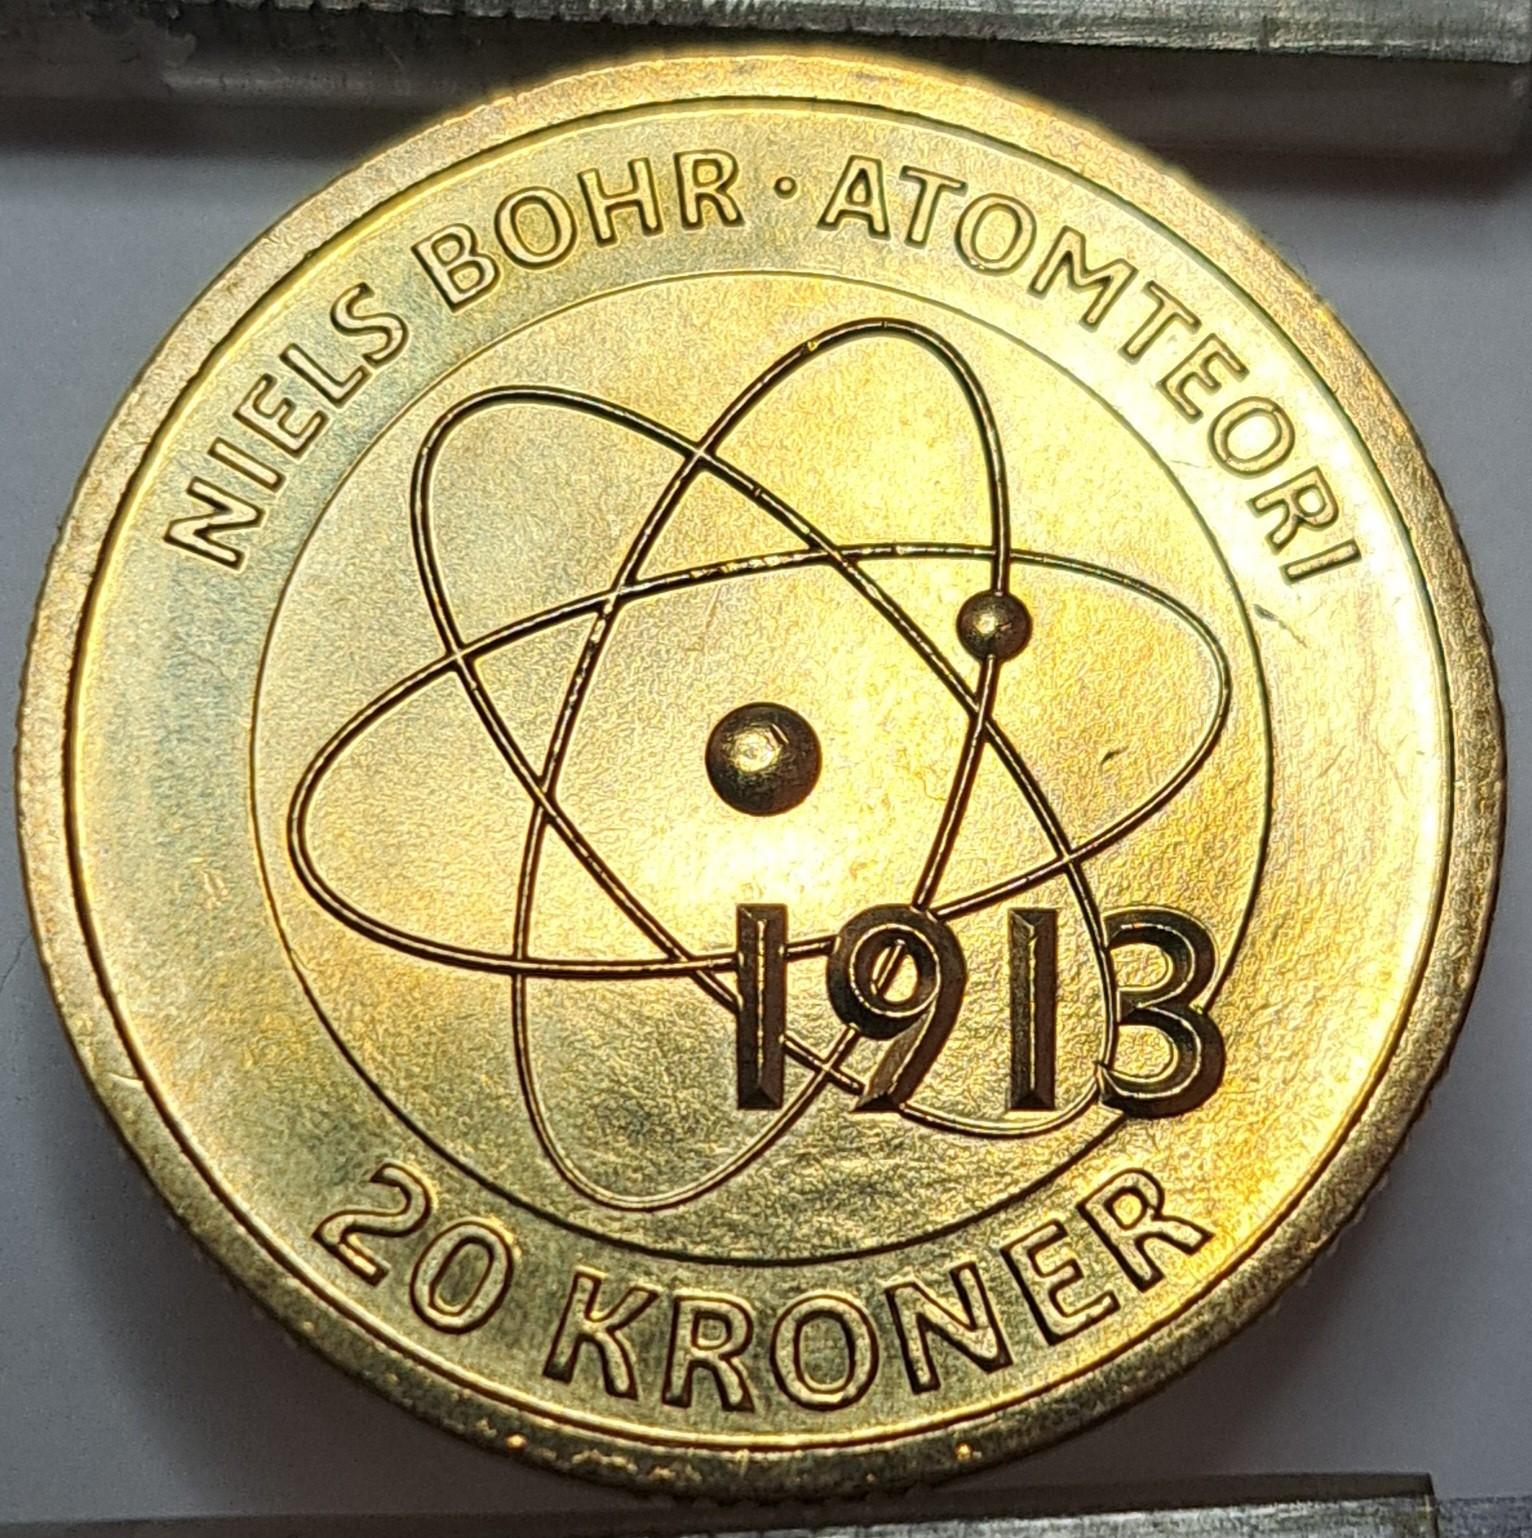 NIELS BOHR · ATOMTEORI
1913
20 KRONER